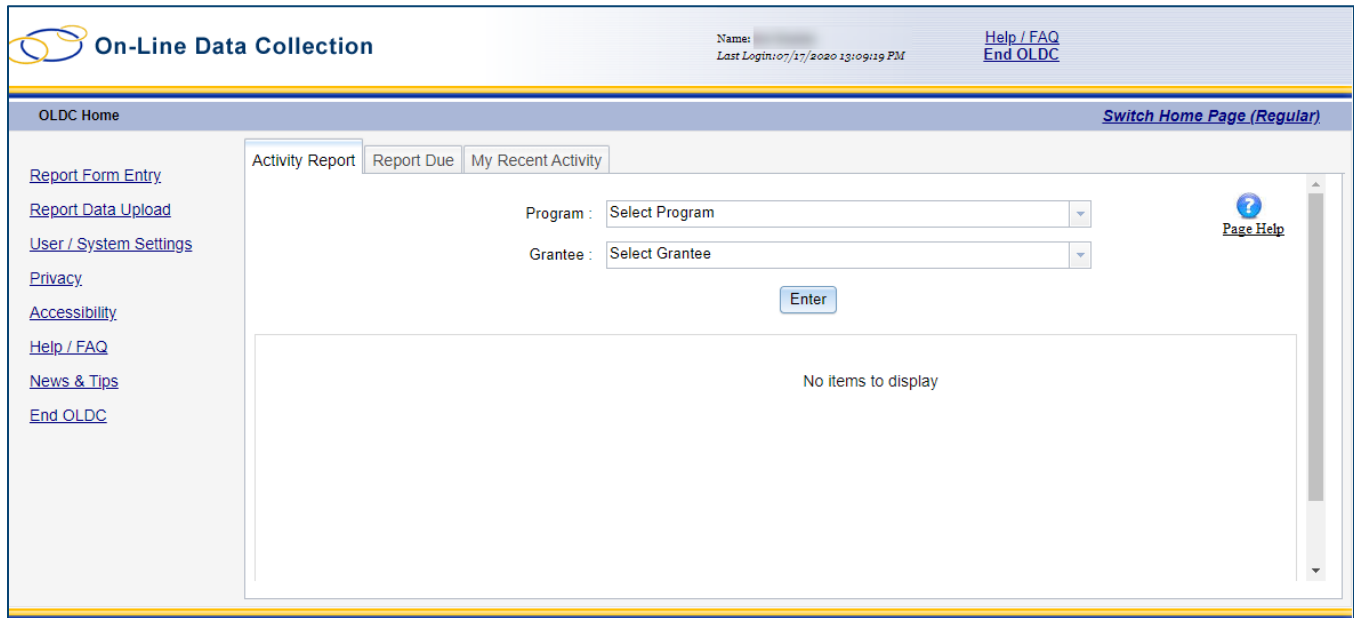 On-Line Data Collection
Name:
Last Login:07/17/2020 13:09:19 PM
Help / FAQ
End OLDC
OLDC Home
Switch Home Page (Regular)
Report Form Entry
Report Data Upload
User / System Settings
Privacy
Accessibility
Help / FAQ
News & Tips
End OLDC
Activity Report
Report Due
My Recent Activity
Program :
Select Program
Grantee :
Select Grantee
Enter
Page Help
No items to display